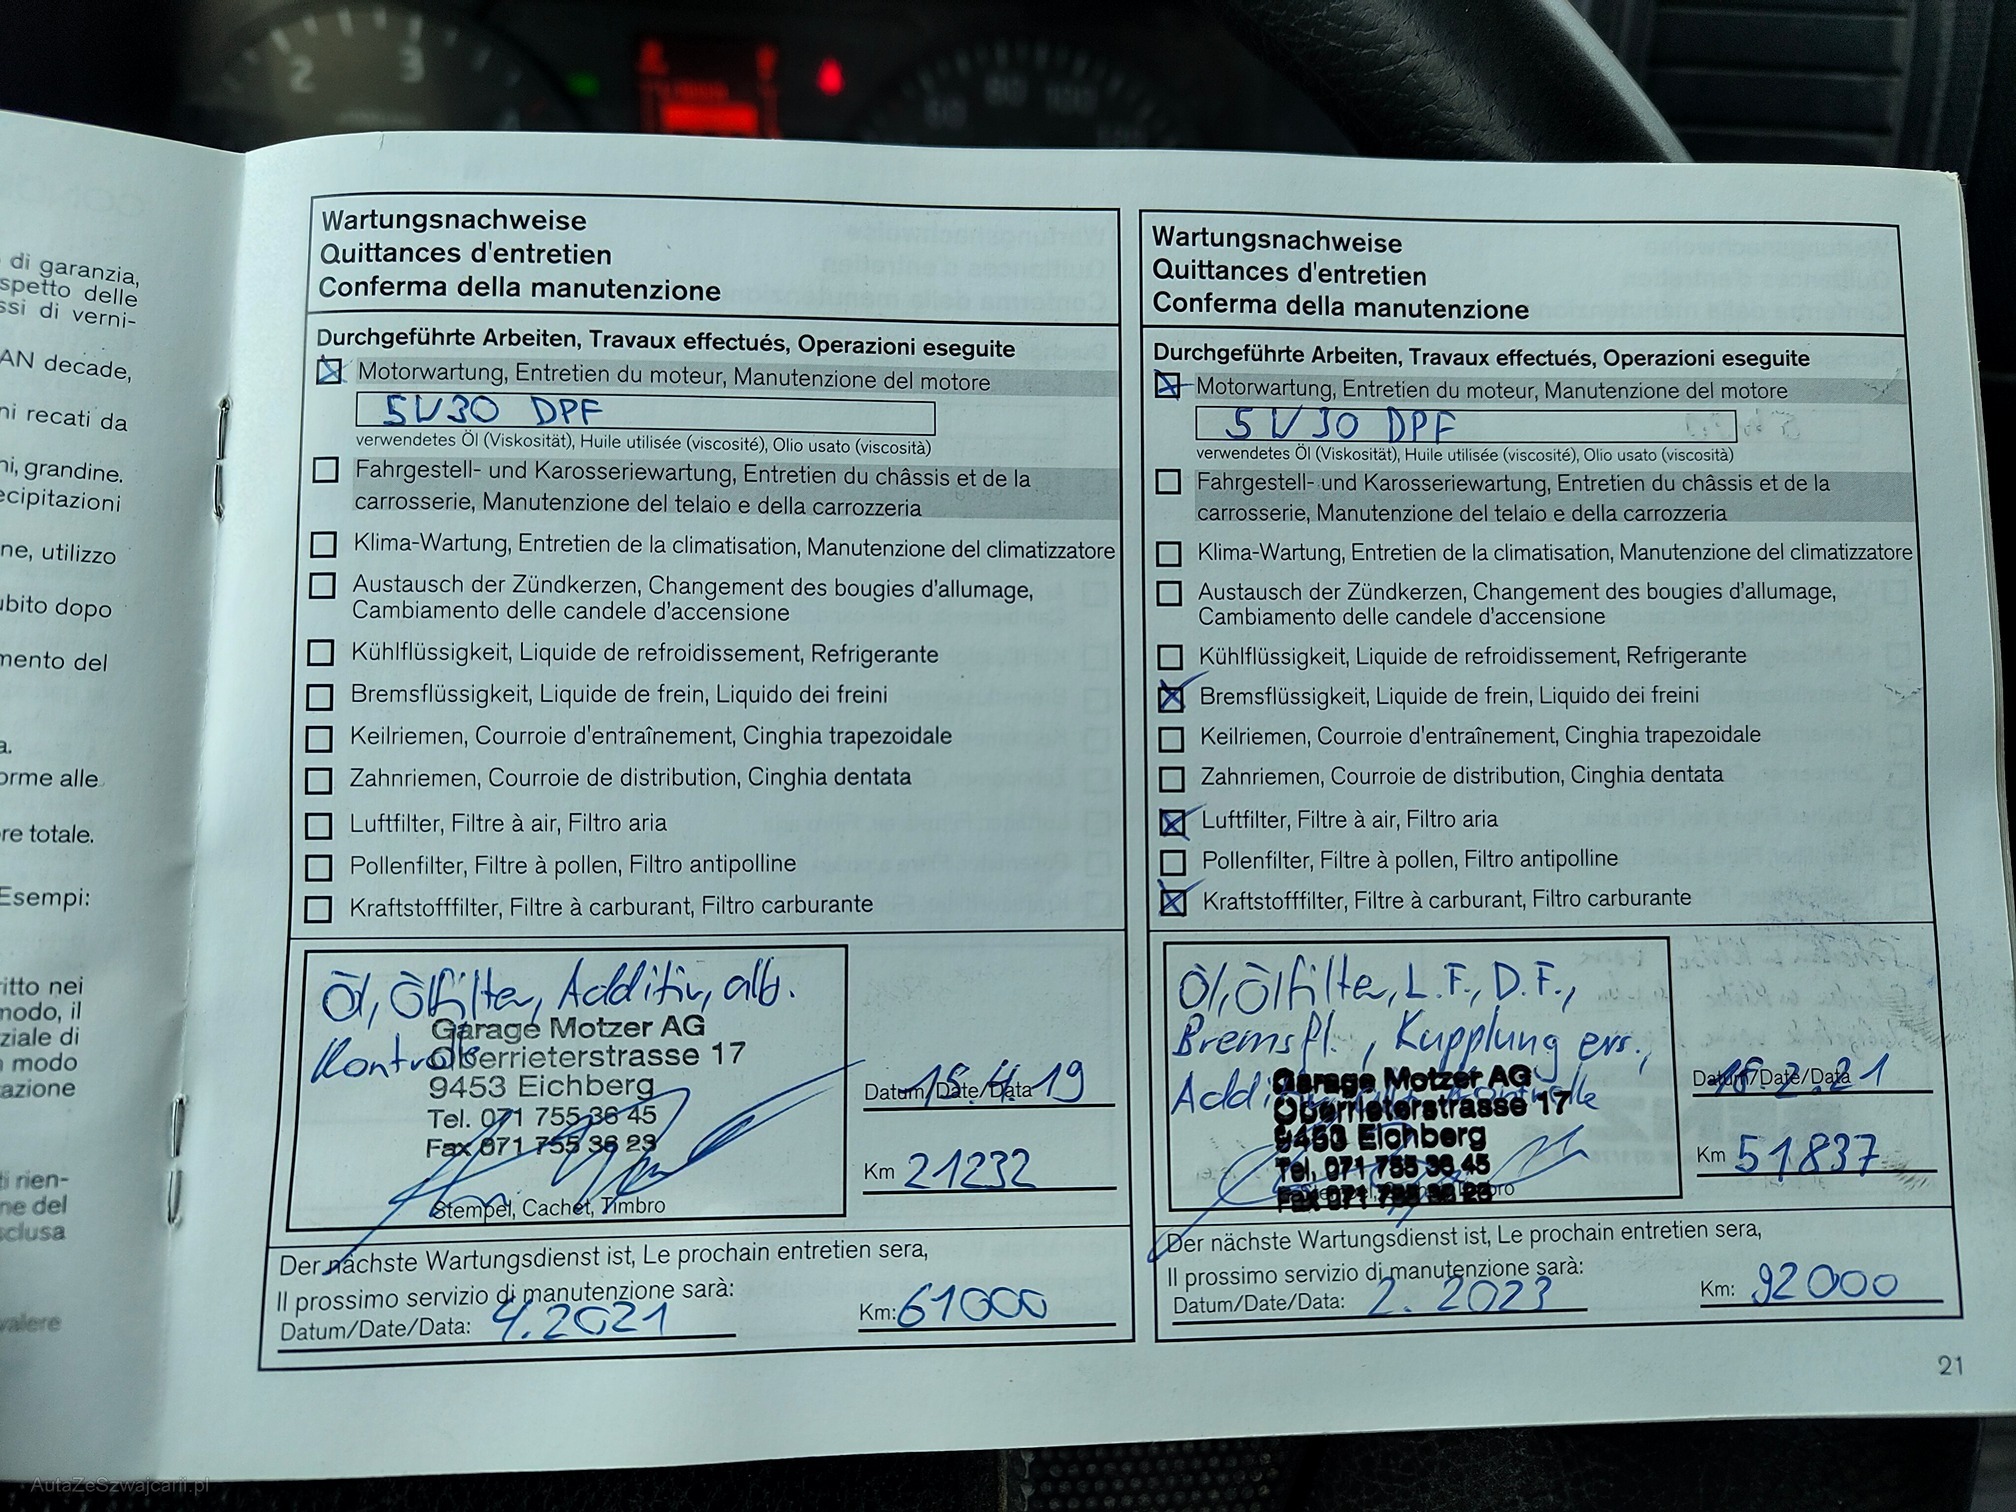 2 3
80 100
di garanzia,
spetto delle
ssi di verni-
AN decade,
ni recati da
ni, grandine.
ecipitazioni
ne, utilizzo
ubito dopo
mento del
a.
orme alle
re totale.
Esempi:
itto nei
modo, il
ziale di
modo
azione
ti rien-
ne del
sclusa
valere
Wartungsnachweise
Quittances d'entretien
Conferma della manutenzione
Durchgeführte Arbeiten, Travaux effectués, Operazioni eseguite
Motorwartung, Entretien du moteur, Manutenzione del motore
5W30 DPF
verwendetes Öl (Viskosität), Huile utilisée (viscosité), Olio usato (viscosità)
Fahrgestell- und Karosseriewartung, Entretien du châssis et de la
carrosserie, Manutenzione del telaio e della carrozzeria
Klima-Wartung, Entretien de la climatisation, Manutenzione del climatizzatore
Austausch der Zündkerzen, Changement des bougies d'allumage,
Cambiamento delle candele d'accensione
Kühlflüssigkeit, Liquide de refroidissement, Refrigerante
Bremsflüssigkeit, Liquide de frein, Liquido dei freini
Keilriemen, Courroie d'entraînement, Cinghia trapezoidale
Zahnriemen, Courroie de distribution, Cinghia dentata
Luftfilter, Filtre à air, Filtro aria
Pollenfilter, Filtre à pollen, Filtro antipolline
Kraftstofffilter, Filtre à carburant, Filtro carburante
Öl, Ölfilter, Additiv, allg.
Kontrolle
Garage Motzer AG
Oberrieterstrasse 17
9453 Eichberg
Tel. 071 755 36 45
Fax 071 755 36 23
Stempel, Cachet, Timbro
Datum/Date/Data 15.4.19
Km 21232
Der nächste Wartungsdienst ist, Le prochain entretien sera,
Il prossimo servizio di manutenzione sarà:
Datum/Date/Data: 4.2021 Km: 61000
Wartungsnachweise
Quittances d'entretien
Conferma della manutenzione
Durchgeführte Arbeiten, Travaux effectués, Operazioni eseguite
Motorwartung, Entretien du moteur, Manutenzione del motore
5W30 DPF
verwendetes Öl (Viskosität), Huile utilisée (viscosité), Olio usato (viscosità)
Fahrgestell- und Karosseriewartung, Entretien du châssis et de la
carrosserie, Manutenzione del telaio e della carrozzeria
Klima-Wartung, Entretien de la climatisation, Manutenzione del climatizzatore
Austausch der Zündkerzen, Changement des bougies d'allumage,
Cambiamento delle candele d'accensione
Kühlflüssigkeit, Liquide de refroidissement, Refrigerante
Bremsflüssigkeit, Liquide de frein, Liquido dei freini
Keilriemen, Courroie d'entraînement, Cinghia trapezoidale
Zahnriemen, Courroie de distribution, Cinghia dentata
Luftfilter, Filtre à air, Filtro aria
Pollenfilter, Filtre à pollen, Filtro antipolline
Kraftstofffilter, Filtre à carburant, Filtro carburante
Öl, Ölfilter, L.F., D.F.,
Bremsfl., Kupplung ers.,
Garage Motzer AG
Oberrieterstrasse 17
9453 Eichberg
Tel. 071 755 36 45
Fax 071 755 36 23
Datum/Date/Data 2.21
Km 51837
Der nächste Wartungsdienst ist, Le prochain entretien sera,
Il prossimo servizio di manutenzione sarà:
Datum/Date/Data: 2. 2023 Km: 92000
21
AutaZeSzwajcarii.pl